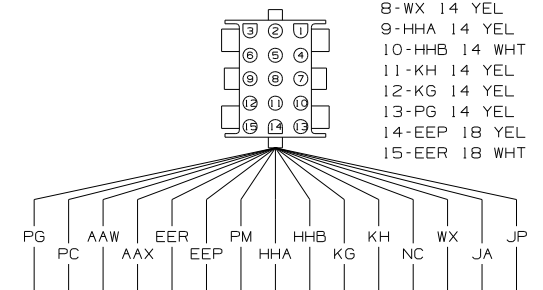 8-WX 14 YEL
9-HHA 14 YEL
10-HHB 14 WHT
11-KH 14 YEL
12-KG 14 YEL
13-PG 14 YEL
14-EEP 18 YEL
15-EER 18 WHT
3 2 1
6 5 4
9 8 7
12 11 10
15 14 13
PG AAW EER PM HHB KH WX JP
PC AAX EEP HHA KG NC JA